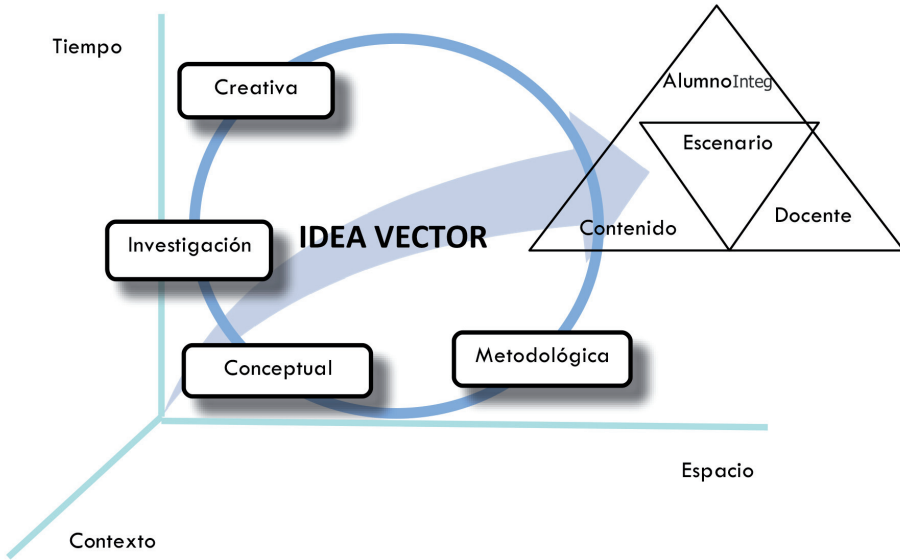 Tiempo
Creativa
AlumnoInteg
Escenario
Investigación
IDEA VECTOR
Contenido
Docente
Conceptual
Metodológica
Espacio
Contexto